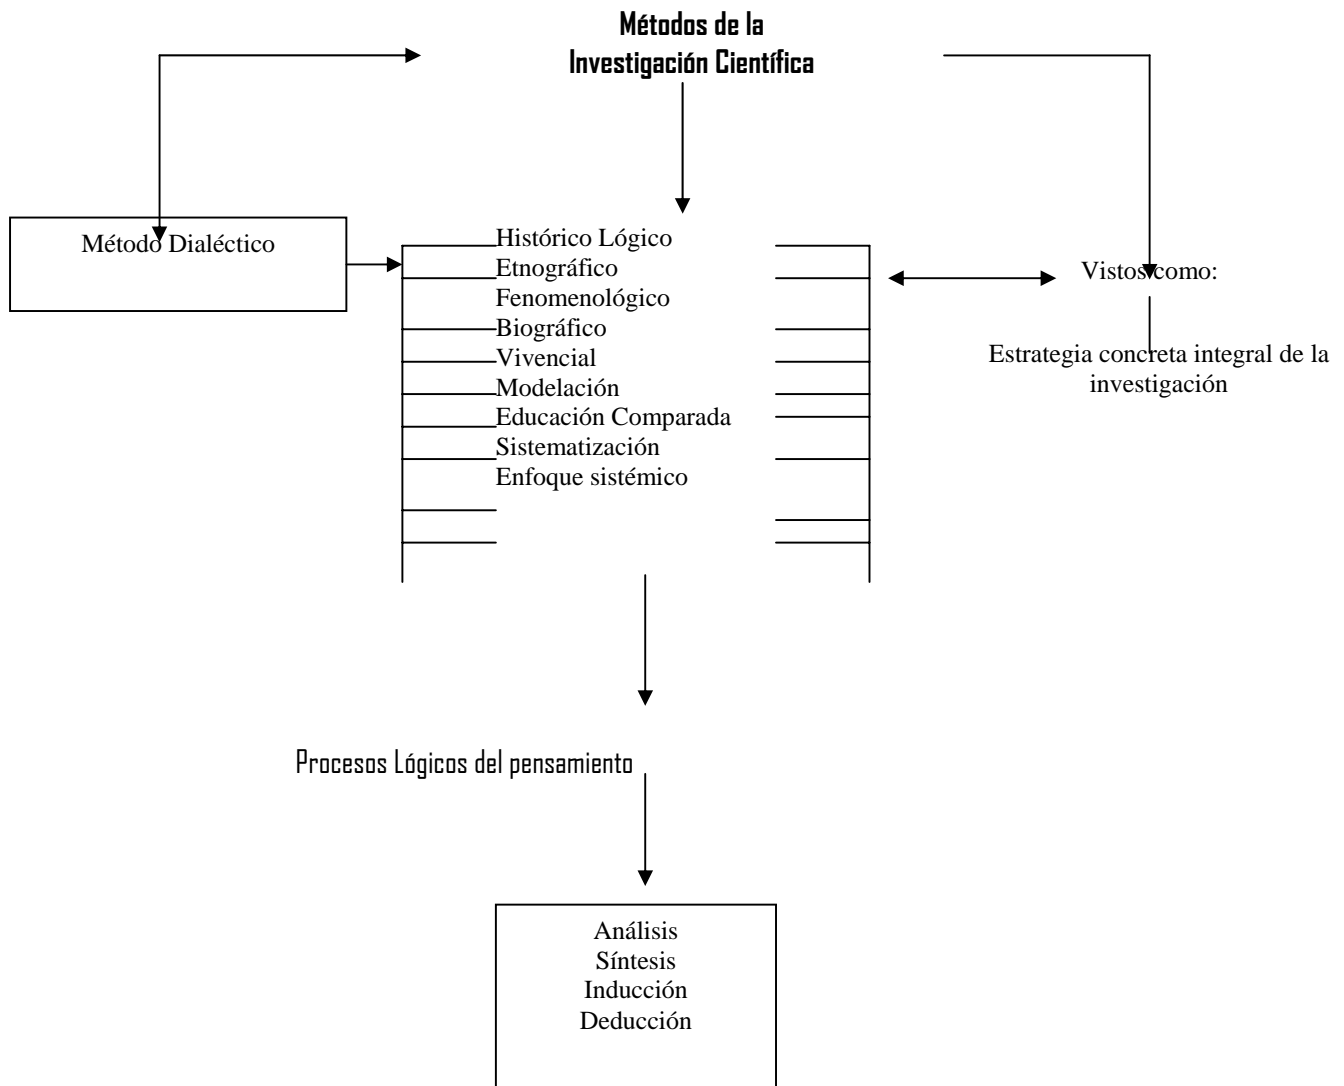 Métodos de la
Investigación Científica
Método Dialéctico
Histórico Lógico
Etnográfico
Fenomenológico
Biográfico
Vivencial
Modelación
Educación Comparada
Sistematización
Enfoque sistémico
Vistos como:
Estrategia concreta integral de la
investigación
Procesos Lógicos del pensamiento
Análisis
Síntesis
Inducción
Deducción